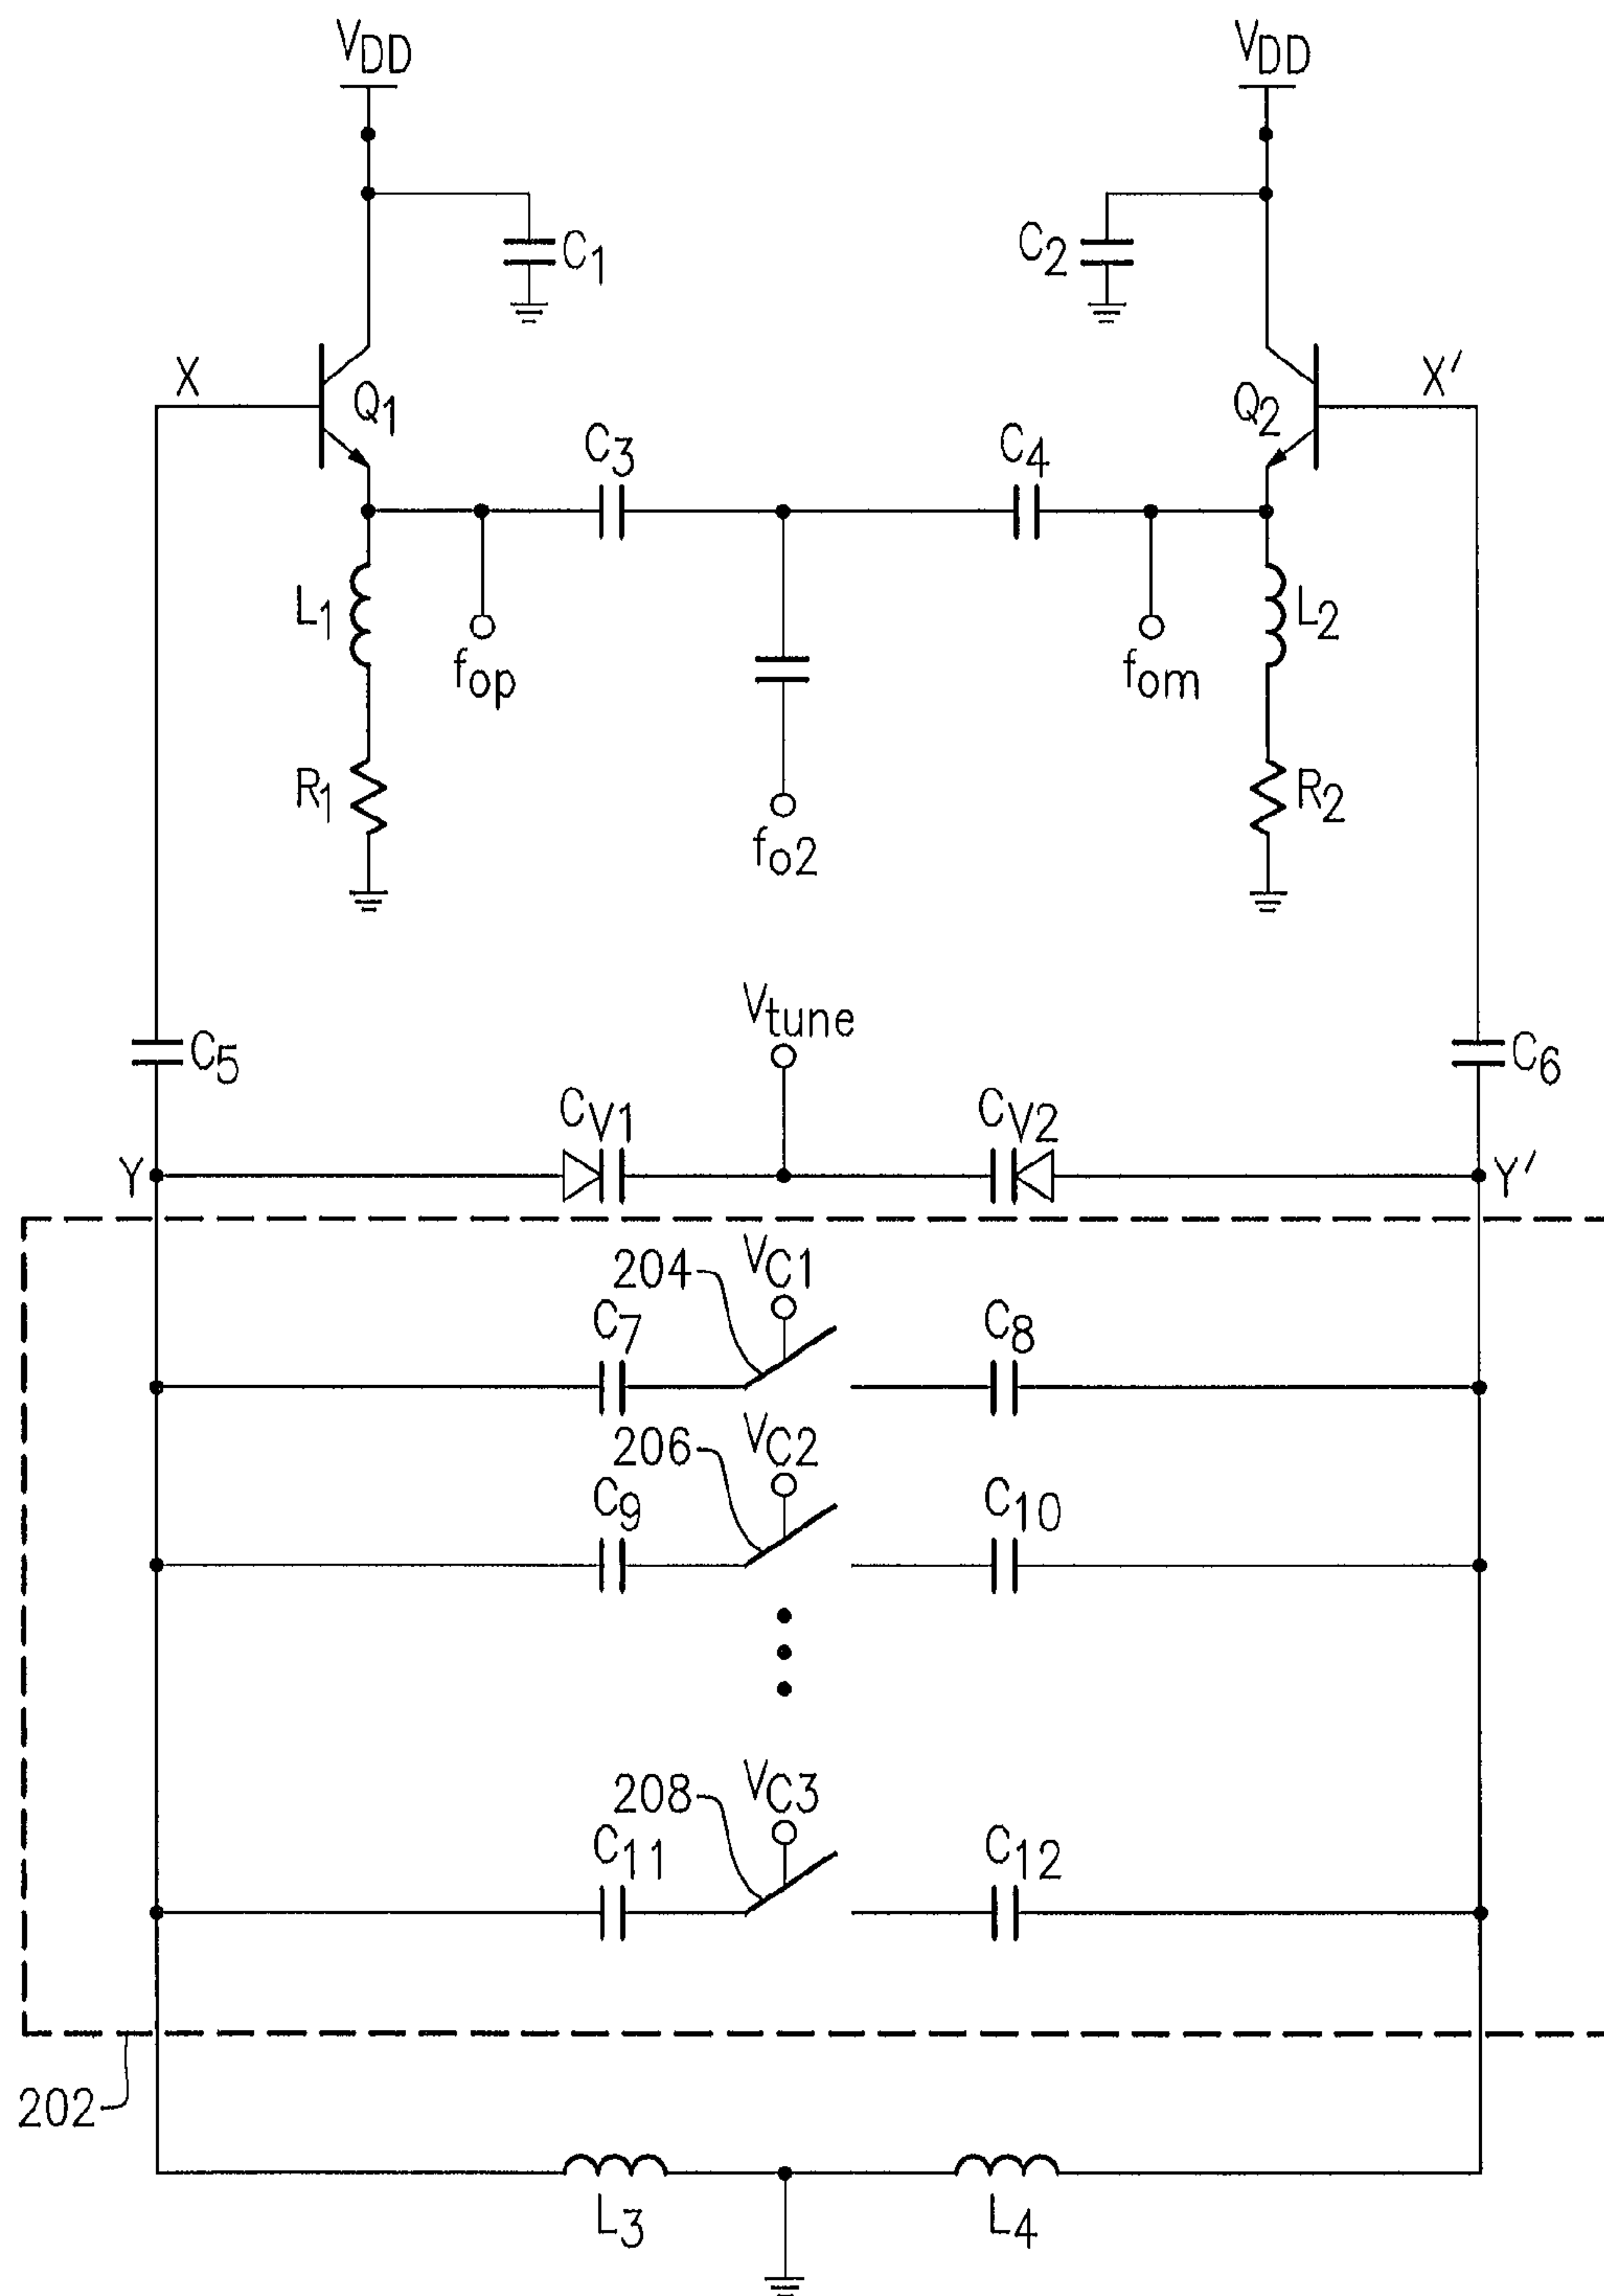 VDD VDD
C1 C2
X Q1 Q2 X'
C3 C4
L1 fop fom L2
R1 fo2 R2
Vtune
C5 C6
CV1 CV2
Y Y'
204 VC1
C7 C8
206 VC2
C9 C10
208 VC3
C11 C12
202
L3 L4